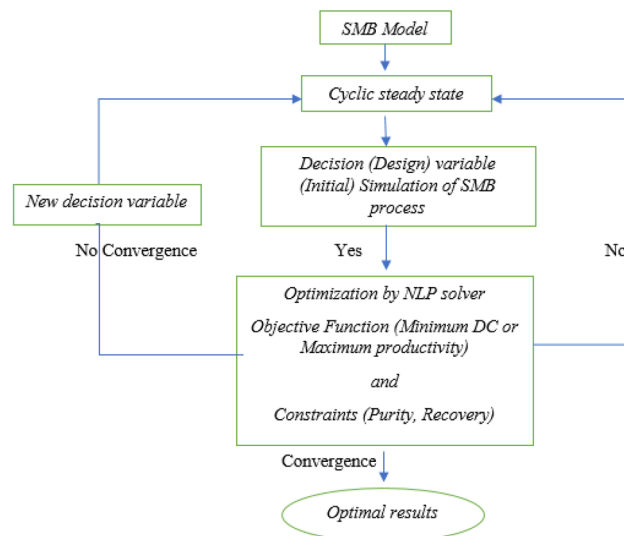 SMB Model
Cyclic steady state
Decision (Design) variable
(Initial) Simulation of SMB
process
New decision variable
No Convergence
Yes
No
Optimization by NLP solver
Objective Function (Minimum DC or
Maximum productivity)
and
Constraints (Purity, Recovery)
Convergence
Optimal results